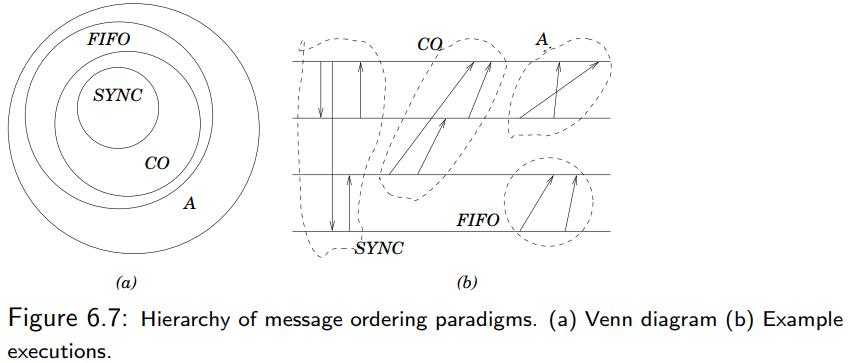 FIFO
SYNC
CO
A
(a)
CO
A
FIFO
SYNC
(b)
Figure 6.7: Hierarchy of message ordering paradigms. (a) Venn diagram (b) Example
executions.